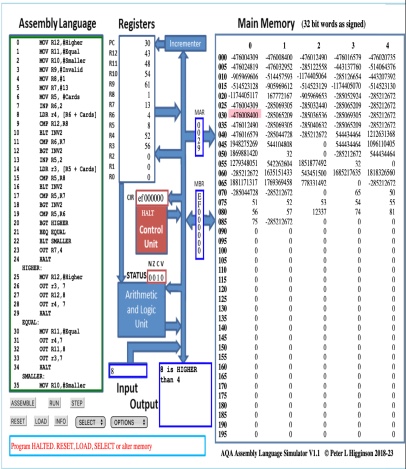 Assembly Language
0 MOV R12,#Higher
1 MOV R11,#Equal
2 MOV R10,#Smaller
3 MOV R9,#Invalid
4 MOV R8,#1
5 MOV R7,#13
6 MOV R5, #Cards
7 INP R6,2
8 LDR r4, [R6 + Cards]
9 CMP R12,R8
10 BLT INV2
11 CMP R6,R7
12 BGT INV2
13 INP R5,2
14 LDR r3, [R5 + Cards]
15 CMP R5,R8
16 BLT INV2
17 CMP R5,R7
18 BGT INV2
19 CMP R5,R6
20 BGT HIGHER
21 BEQ EQUAL
22 BLT SMALLER
23 OUT R7,4
24 HALT
HIGHER:
25 MOV R12,#Higher
26 OUT r3, 7
27 OUT R12,8
28 OUT r4, 7
29 HALT
EQUAL:
30 MOV R11,#Equal
31 OUT r4,7
32 OUT R11,8
33 OUT r3,7
34 HALT
SMALLER:
35 MOV R10,#Smaller
ASSEMBLE RUN STEP
RESET LOAD INFO SELECT OPTIONS
Program HALTED. RESET, LOAD, SELECT or alter memory
Registers
PC 30
R12 43
R11 48
R10 54
R9 61
R8 1
R7 13
R6 4
R5 8
R4 52
R3 56
R2 0
R1 0
R0 0
Incrementer
MAR
0029
MBR
EF000000
CIR ef000000
HALT
Control
Unit
N Z C V
STATUS 0010
Arithmetic
and Logic
Unit
8
Input
Output
8 is HIGHER
than 4
Main Memory (32 bit words as signed)
0 1 2 3 4
000 -476004309 -476008400 -476012490 -476016579 -476020735
005 -476024819 -476032952 -285122558 -443137760 -514064376
010 -905969606 -514457593 -1174405064 -285126654 -443207392
015 -514523128 -905969612 -514523129 -1174405070 -514523130
020 -1174405117 167772167 -905969653 -285052924 -285212672
025 -476004309 -285069305 -285032440 -285065209 -285212672
030 -476008400 -285065209 -285036536 -285069305 -285212672
035 -476012490 -285069305 -285040632 -285065209 -285212672
040 -476016579 -285044728 -285212672 544434464 1212631368
045 1948275269 544104808 0 544434464 1096110405
050 1869881420 32 0 -285212672 544434464
055 1279348051 542265604 1851877492 32 0
060 -285212672 1635151433 543451500 1685217635 1818326560
065 1881171317 1769369458 778331492 0 -285212672
070 -285044728 -285212672 0 65 50
075 51 52 53 54 55
080 56 57 12337 74 81
085 75 -285212672 0 0 0
090 0 0 0 0 0
095 0 0 0 0 0
100 0 0 0 0 0
105 0 0 0 0 0
110 0 0 0 0 0
115 0 0 0 0 0
120 0 0 0 0 0
125 0 0 0 0 0
130 0 0 0 0 0
135 0 0 0 0 0
140 0 0 0 0 0
145 0 0 0 0 0
150 0 0 0 0 0
155 0 0 0 0 0
160 0 0 0 0 0
165 0 0 0 0 0
170 0 0 0 0 0
175 0 0 0 0 0
180 0 0 0 0 0
185 0 0 0 0 0
190 0 0 0 0 0
195 0 0 0 0 0
AQA Assembly Language Simulator V1.1 © Peter L Higginson 2018-23